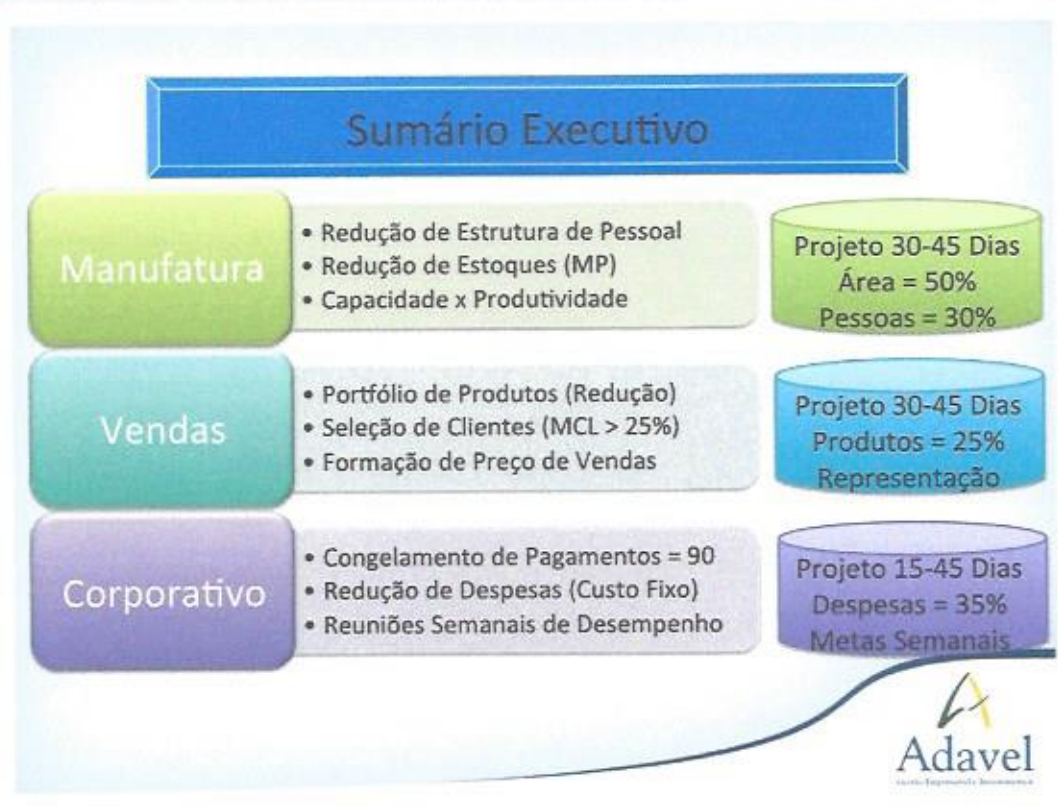 Sumário Executivo
Manufatura
• Redução de Estrutura de Pessoal
• Redução de Estoques (MP)
• Capacidade x Produtividade
Projeto 30-45 Dias
Área = 50%
Pessoas = 30%
Vendas
• Portfólio de Produtos (Redução)
• Seleção de Clientes (MCL > 25%)
• Formação de Preço de Vendas
Projeto 30-45 Dias
Produtos = 25%
Representação
Corporativo
• Congelamento de Pagamentos = 90
• Redução de Despesas (Custo Fixo)
• Reuniões Semanais de Desempenho
Projeto 15-45 Dias
Despesas = 35%
Metas Semanais
Adavel